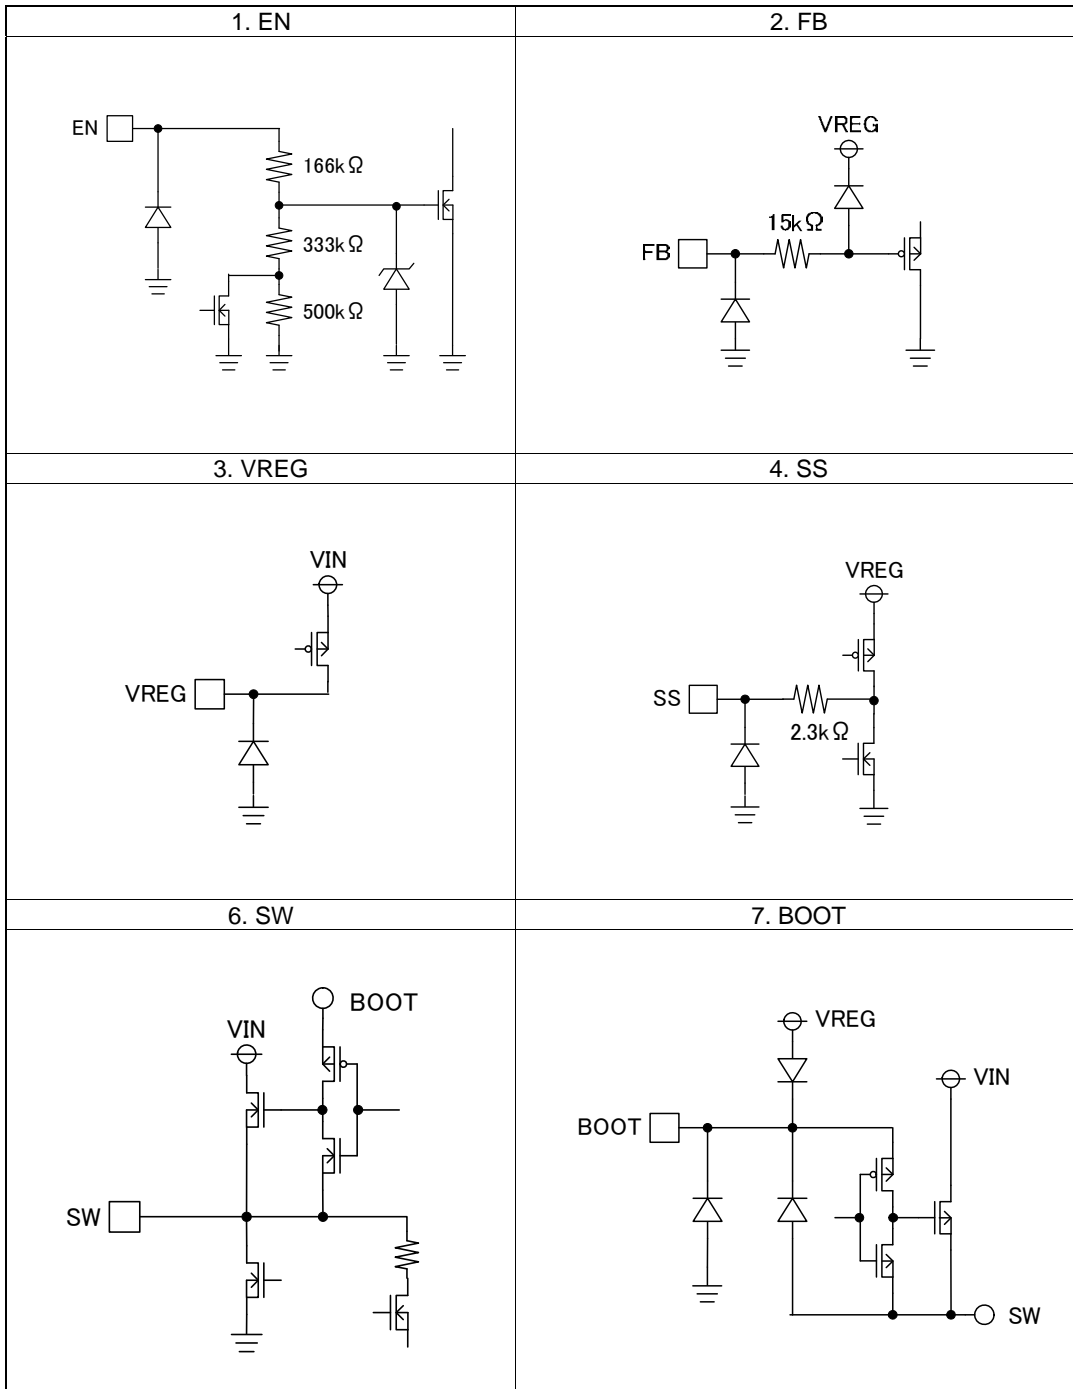 1. EN
2. FB
EN
166kΩ
333kΩ
500kΩ
VREG
15kΩ
FB
3. VREG
4. SS
VIN
VREG
VREG
SS
2.3kΩ
6. SW
7. BOOT
BOOT
VIN
SW
VREG
VIN
BOOT
SW